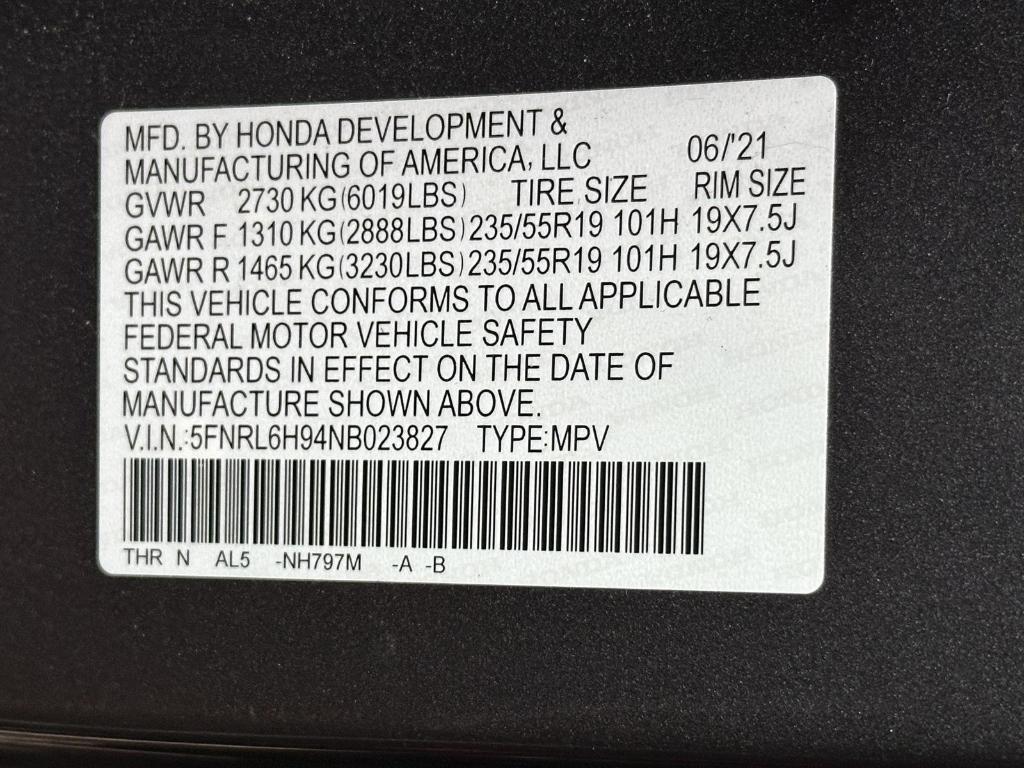 MFD. BY HONDA DEVELOPMENT &
MANUFACTURING OF AMERICA, LLC 06/'21
GVWR 2730 KG(6019LBS) TIRE SIZE RIM SIZE
GAWR F 1310 KG(2888LBS) 235/55R19 101H 19X7.5J
GAWR R 1465 KG(3230LBS) 235/55R19 101H 19X7.5J
THIS VEHICLE CONFORMS TO ALL APPLICABLE
FEDERAL MOTOR VEHICLE SAFETY
STANDARDS IN EFFECT ON THE DATE OF
MANUFACTURE SHOWN ABOVE.
V.I.N.:5FNRL6H94NB023827 TYPE:MPV
THR N AL5 -NH797M -A -B